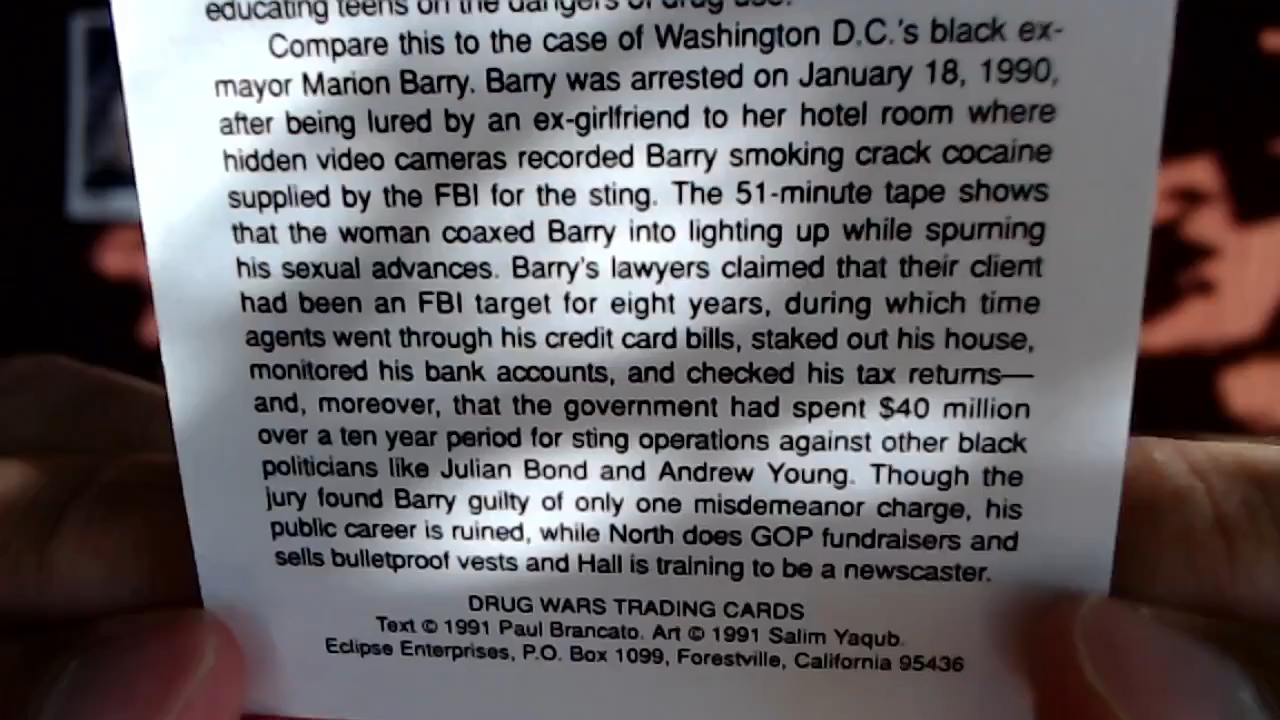 educating teens on the dangers of drug use.
Compare this to the case of Washington D.C.'s black ex-
mayor Marion Barry. Barry was arrested on January 18, 1990,
after being lured by an ex-girlfriend to her hotel room where
hidden video cameras recorded Barry smoking crack cocaine
supplied by the FBI for the sting. The 51-minute tape shows
that the woman coaxed Barry into lighting up while spurning
his sexual advances. Barry's lawyers claimed that their client
had been an FBI target for eight years, during which time
agents went through his credit card bills, staked out his house,
monitored his bank accounts, and checked his tax returns—
and, moreover, that the government had spent $40 million
over a ten year period for sting operations against other black
politicians like Julian Bond and Andrew Young. Though the
jury found Barry guilty of only one misdemeanor charge, his
public career is ruined, while North does GOP fundraisers and
sells bulletproof vests and Hall is training to be a newscaster.
DRUG WARS TRADING CARDS
Text © 1991 Paul Brancato. Art © 1991 Salim Yaqub.
Eclipse Enterprises, P.O. Box 1099, Forestville, California 95436